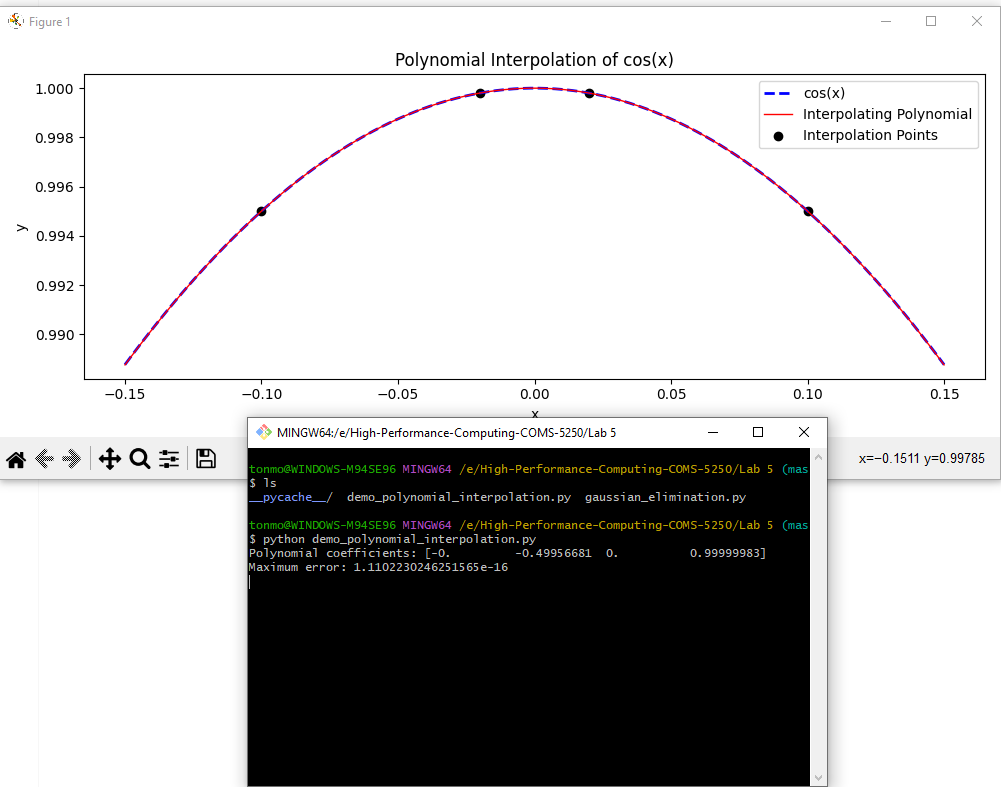 Figure 1
Polynomial Interpolation of cos(x)
1.000
0.998
0.996
0.994
0.992
0.990
y
cos(x)
Interpolating Polynomial
Interpolation Points
−0.15 −0.10 −0.05 0.00 0.05 0.10 0.15
x
x=−0.1511 y=0.99785
MINGW64:/e/High-Performance-Computing-COMS-5250/Lab 5
tonmo@WINDOWS-M94SE96 MINGW64 /e/High-Performance-Computing-COMS-5250/Lab 5 (mas
$ ls
__pycache__/  demo_polynomial_interpolation.py  gaussian_elimination.py
tonmo@WINDOWS-M94SE96 MINGW64 /e/High-Performance-Computing-COMS-5250/Lab 5 (mas
$ python demo_polynomial_interpolation.py
Polynomial coefficients: [-0.         -0.49956681  0.          0.99999983]
Maximum error: 1.1102230246251565e-16